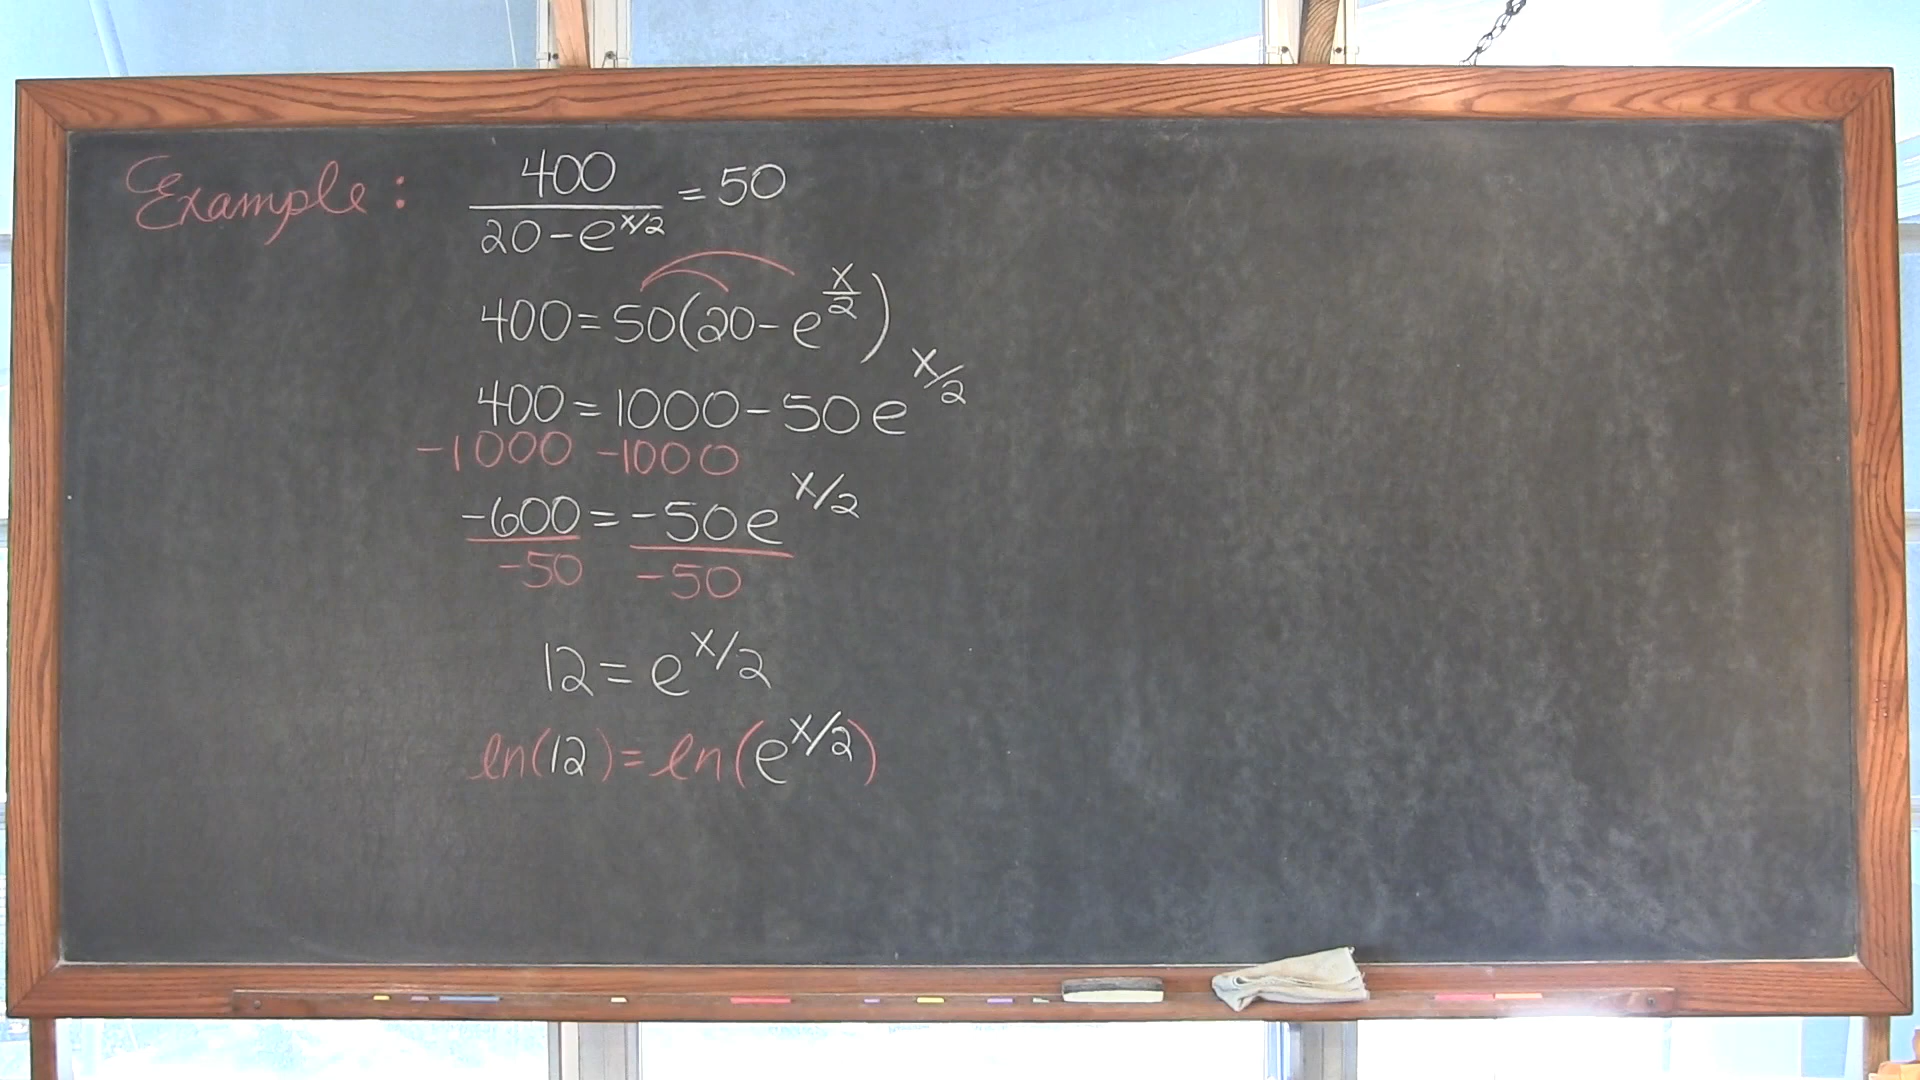 Example: 400/(20-e^(x/2)) = 50
400=50(20-e^(x/2))
400=1000-50e^(x/2)
-1000 -1000
-600=-50e^(x/2)
-50 -50
12=e^(x/2)
ln(12)=ln(e^(x/2))